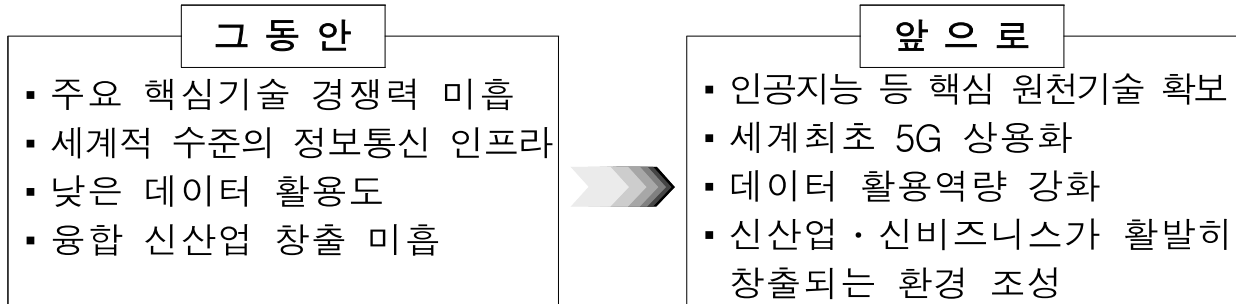 그 동 안
▪ 주요 핵심기술 경쟁력 미흡
▪ 세계적 수준의 정보통신 인프라
▪ 낮은 데이터 활용도
▪ 융합 신산업 창출 미흡
앞 으 로
▪ 인공지능 등 핵심 원천기술 확보
▪ 세계최초 5G 상용화
▪ 데이터 활용역량 강화
▪ 신산업·신비즈니스가 활발히
창출되는 환경 조성